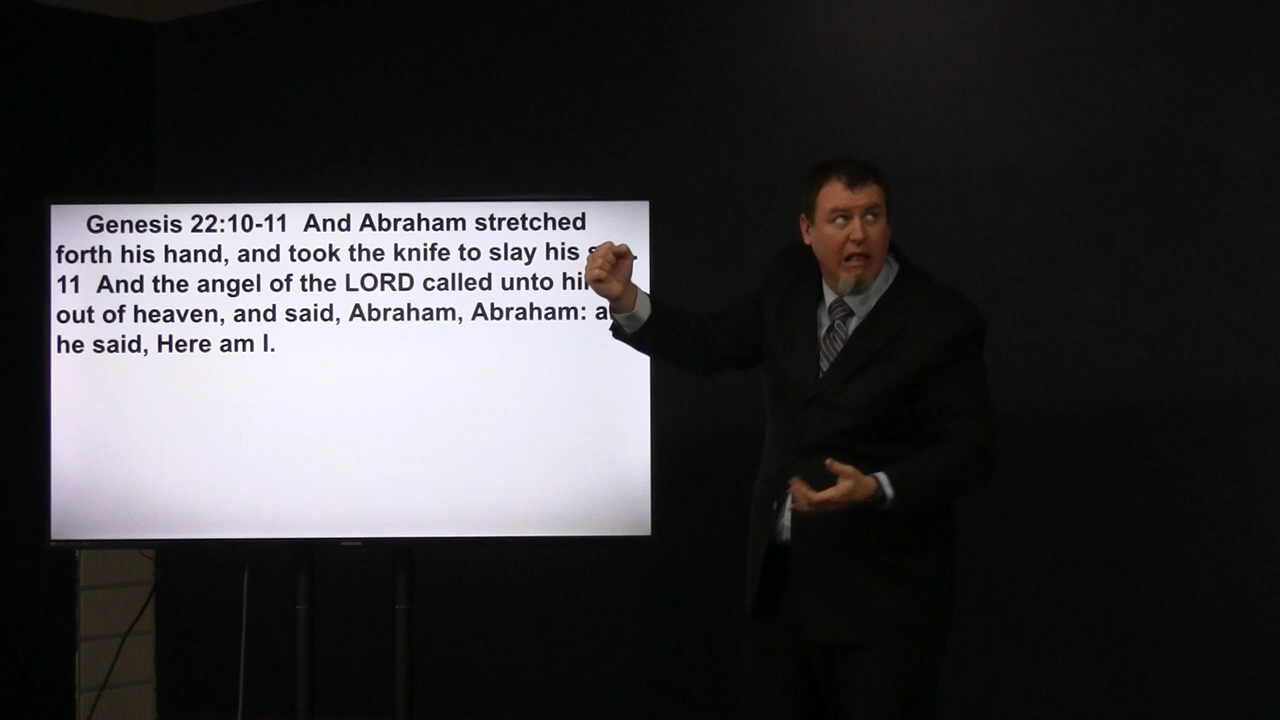 Genesis 22:10-11 And Abraham stretched
forth his hand, and took the knife to slay his
11 And the angel of the LORD called unto
out of heaven, and said, Abraham, Abraham:
he said, Here am I.